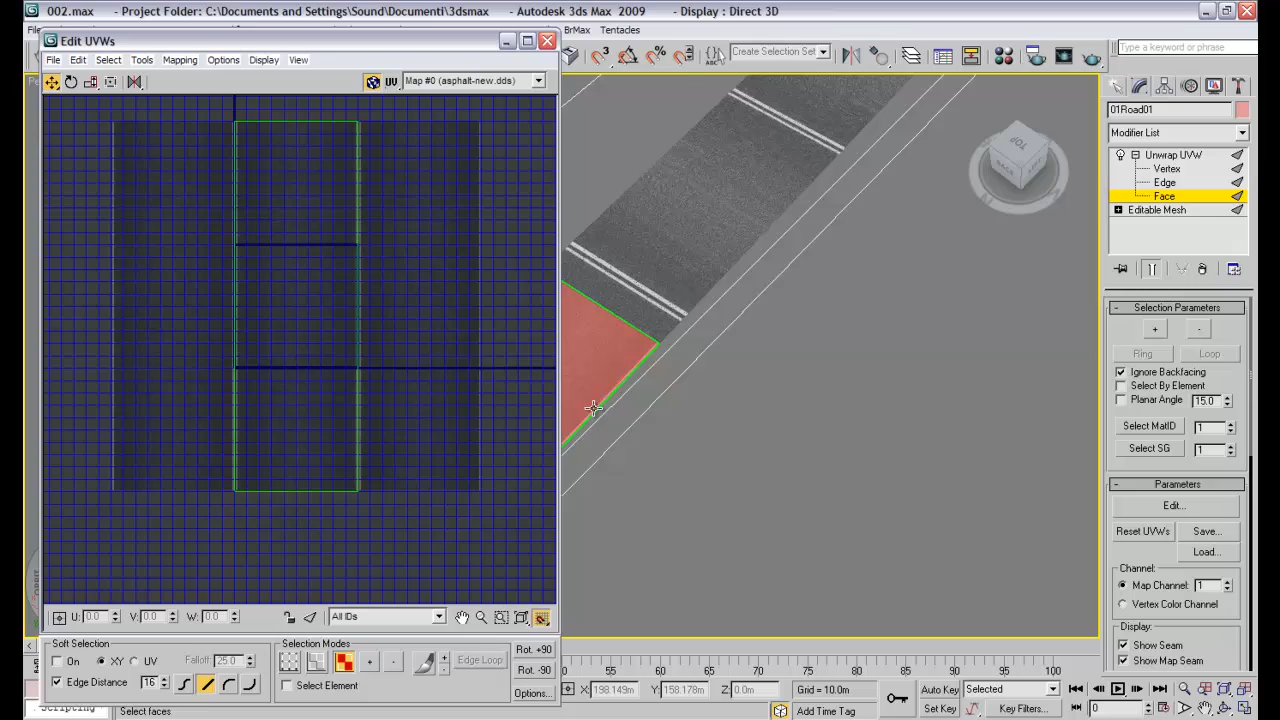 002.max - Project Folder: C:\Documents and Settings\Sound\Documenti\3dsmax - Autodesk 3ds Max 2009 - Display : Direct 3D
BrMax Tentacles
Edit UVWs
File Edit Select Tools Mapping Options Display View
UV Map #0 (asphalt-new.dds)
Create Selection Set
Type a keyword or phrase
01Road01
Modifier List
Unwrap UVW
Vertex
Edge
Face
Editable Mesh
TOP
Selection Parameters
+ -
Ring Loop
Ignore Backfacing
Select By Element
Planar Angle 15.0
Select MatID 1
Select SG 1
Parameters
Edit...
Reset UVWs Save...
Load...
Channel:
Map Channel: 1
Vertex Color Channel
Display:
Show Seam
Show Map Seam
U: 0.0 V: 0.0 W: 0.0 All IDs
Soft Selection
On XY UV Falloff: 25.0
Edge Distance 16
Selection Modes
+ - + - Edge Loop
Select Element
Rot. +90
Rot. -90
Options...
50 55 60 65 70 75 80 85 90 95 100
X: 198.149m Y: 158.178m Z: 0.0m Grid = 10.0m
Auto Key Selected
Set Key Key Filters... 0
Select faces
Add Time Tag